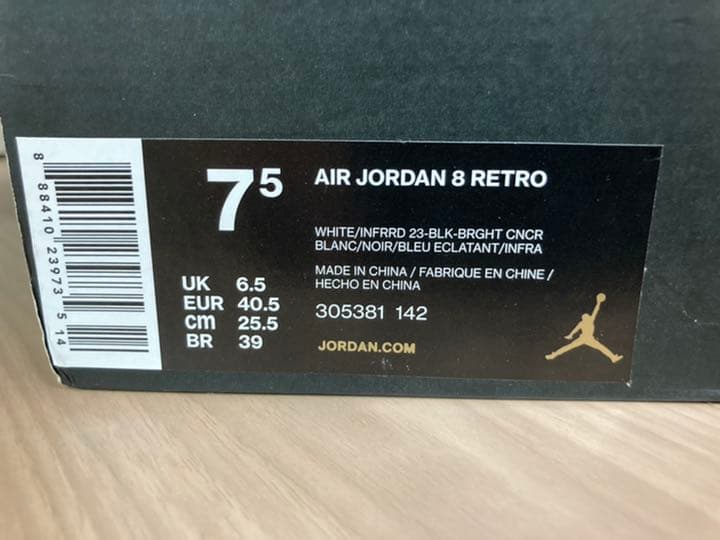 8 88410 23973 5 14
7 5
AIR JORDAN 8 RETRO
WHITE/INFRRD 23-BLK-BRGHT CNCR
BLANC/NOIR/BLEU ECLATANT/INFRA
MADE IN CHINA / FABRIQUE EN CHINE /
HECHO EN CHINA
305381 142
JORDAN.COM
UK 6.5
EUR 40.5
cm 25.5
BR 39